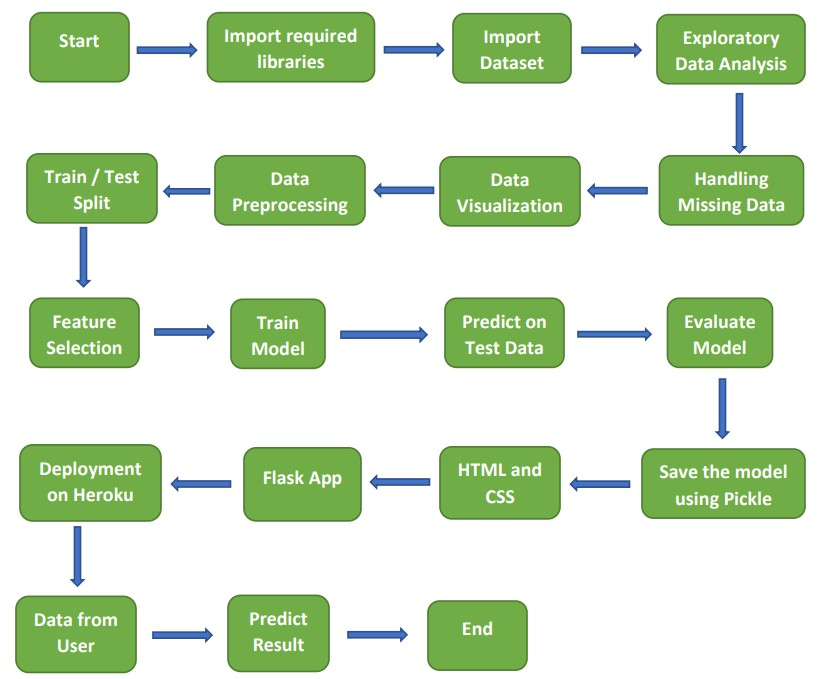 Start
Import required
libraries
Import
Dataset
Exploratory
Data Analysis
Handling
Missing Data
Data
Visualization
Data
Preprocessing
Train / Test
Split
Feature
Selection
Train
Model
Predict on
Test Data
Evaluate
Model
Save the model
using Pickle
HTML and
CSS
Flask App
Deployment
on Heroku
Data from
User
Predict
Result
End